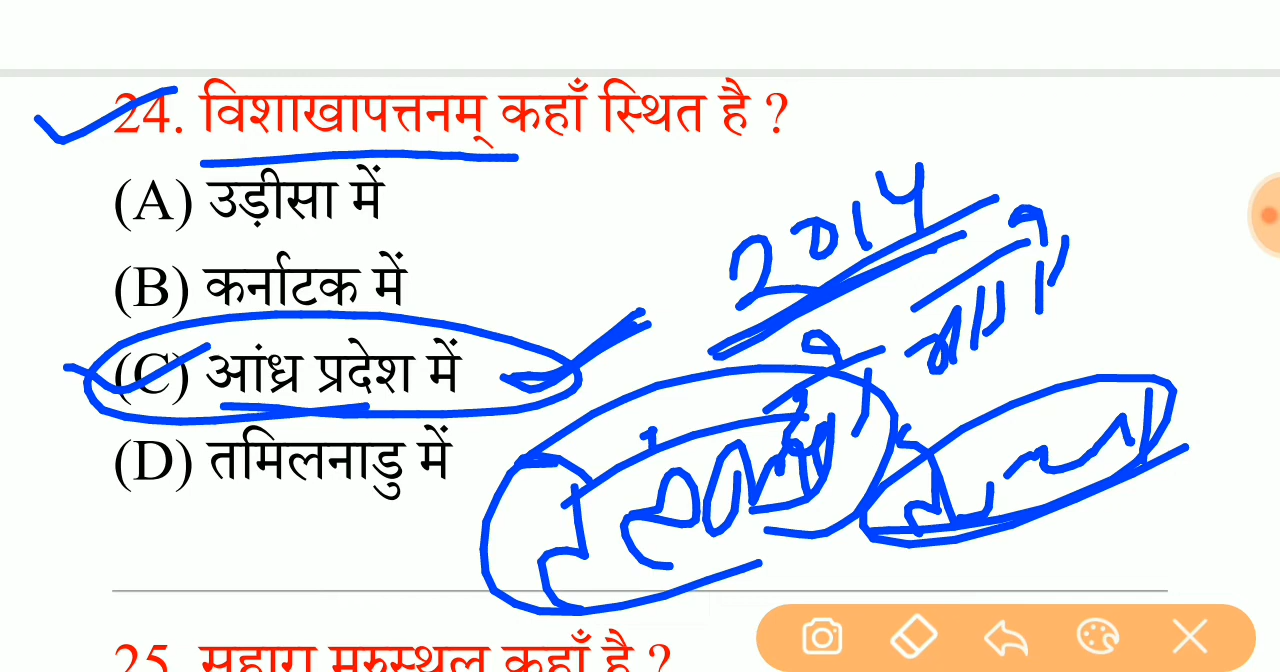 24. विशाखापत्तनम् कहाँ स्थित है ?
(A) उड़ीसा में
(B) कर्नाटक में
(C) आंध्र प्रदेश में
(D) तमिलनाडु में
2014
25. सहारा मरुस्थल कहाँ है ?